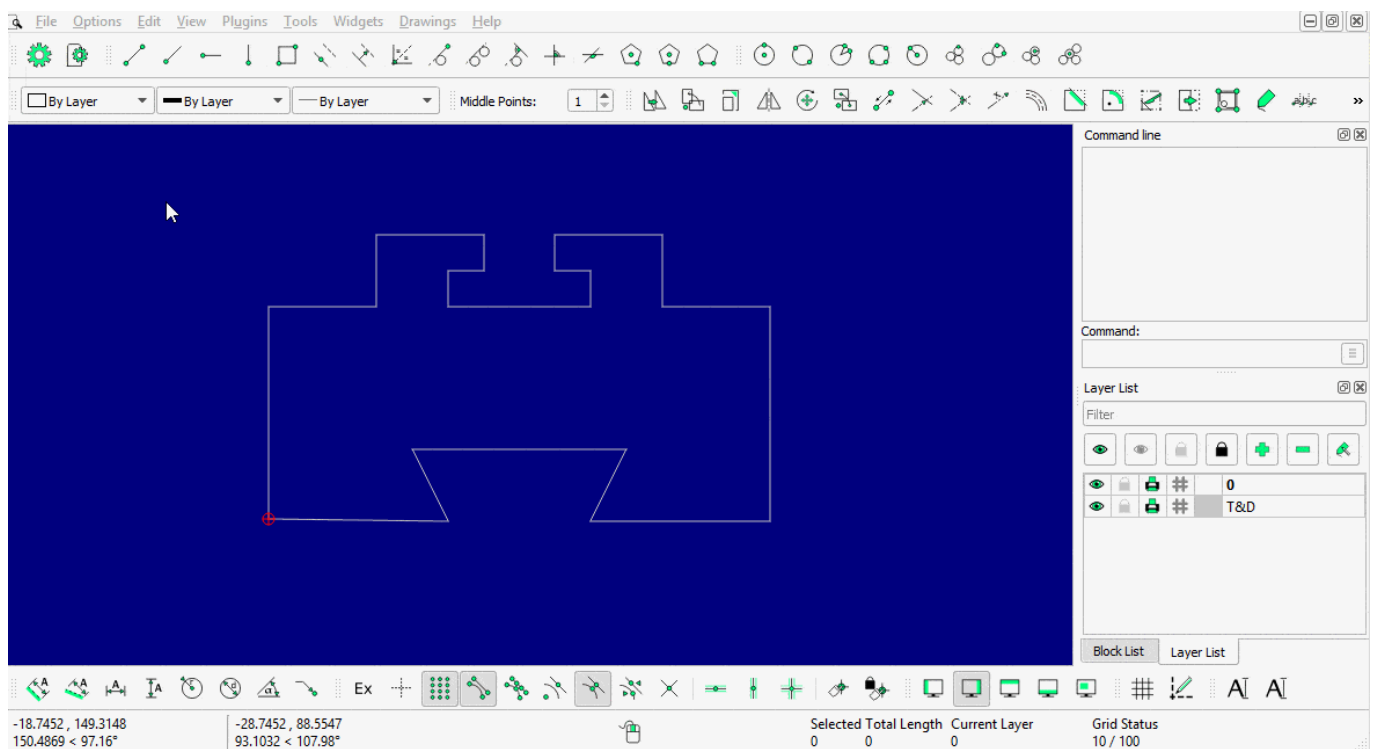 File Options Edit View Plugins Tools Widgets Drawings Help
By Layer By Layer By Layer Middle Points: 1 »
Command line
Command:
Layer List
Filter
0
T&D
Block List Layer List
Ex
-18.7452 , 149.3148 -28.7452 , 88.5547 Selected Total Length Current Layer Grid Status
150.4869 < 97.16° 93.1032 < 107.98° 0 0 0 10 / 100